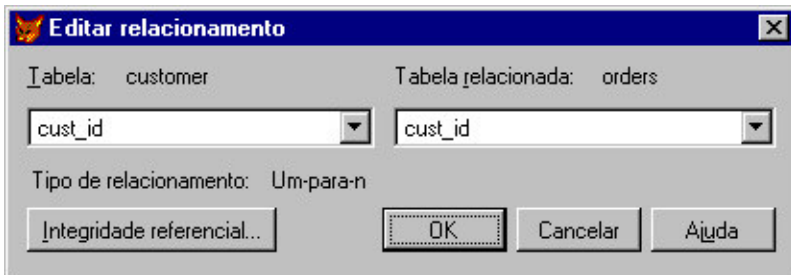 Editar relacionamento
Tabela: customer Tabela relacionada: orders
cust_id cust_id
Tipo de relacionamento: Um-para-n
Integridade referencial... OK Cancelar Ajuda